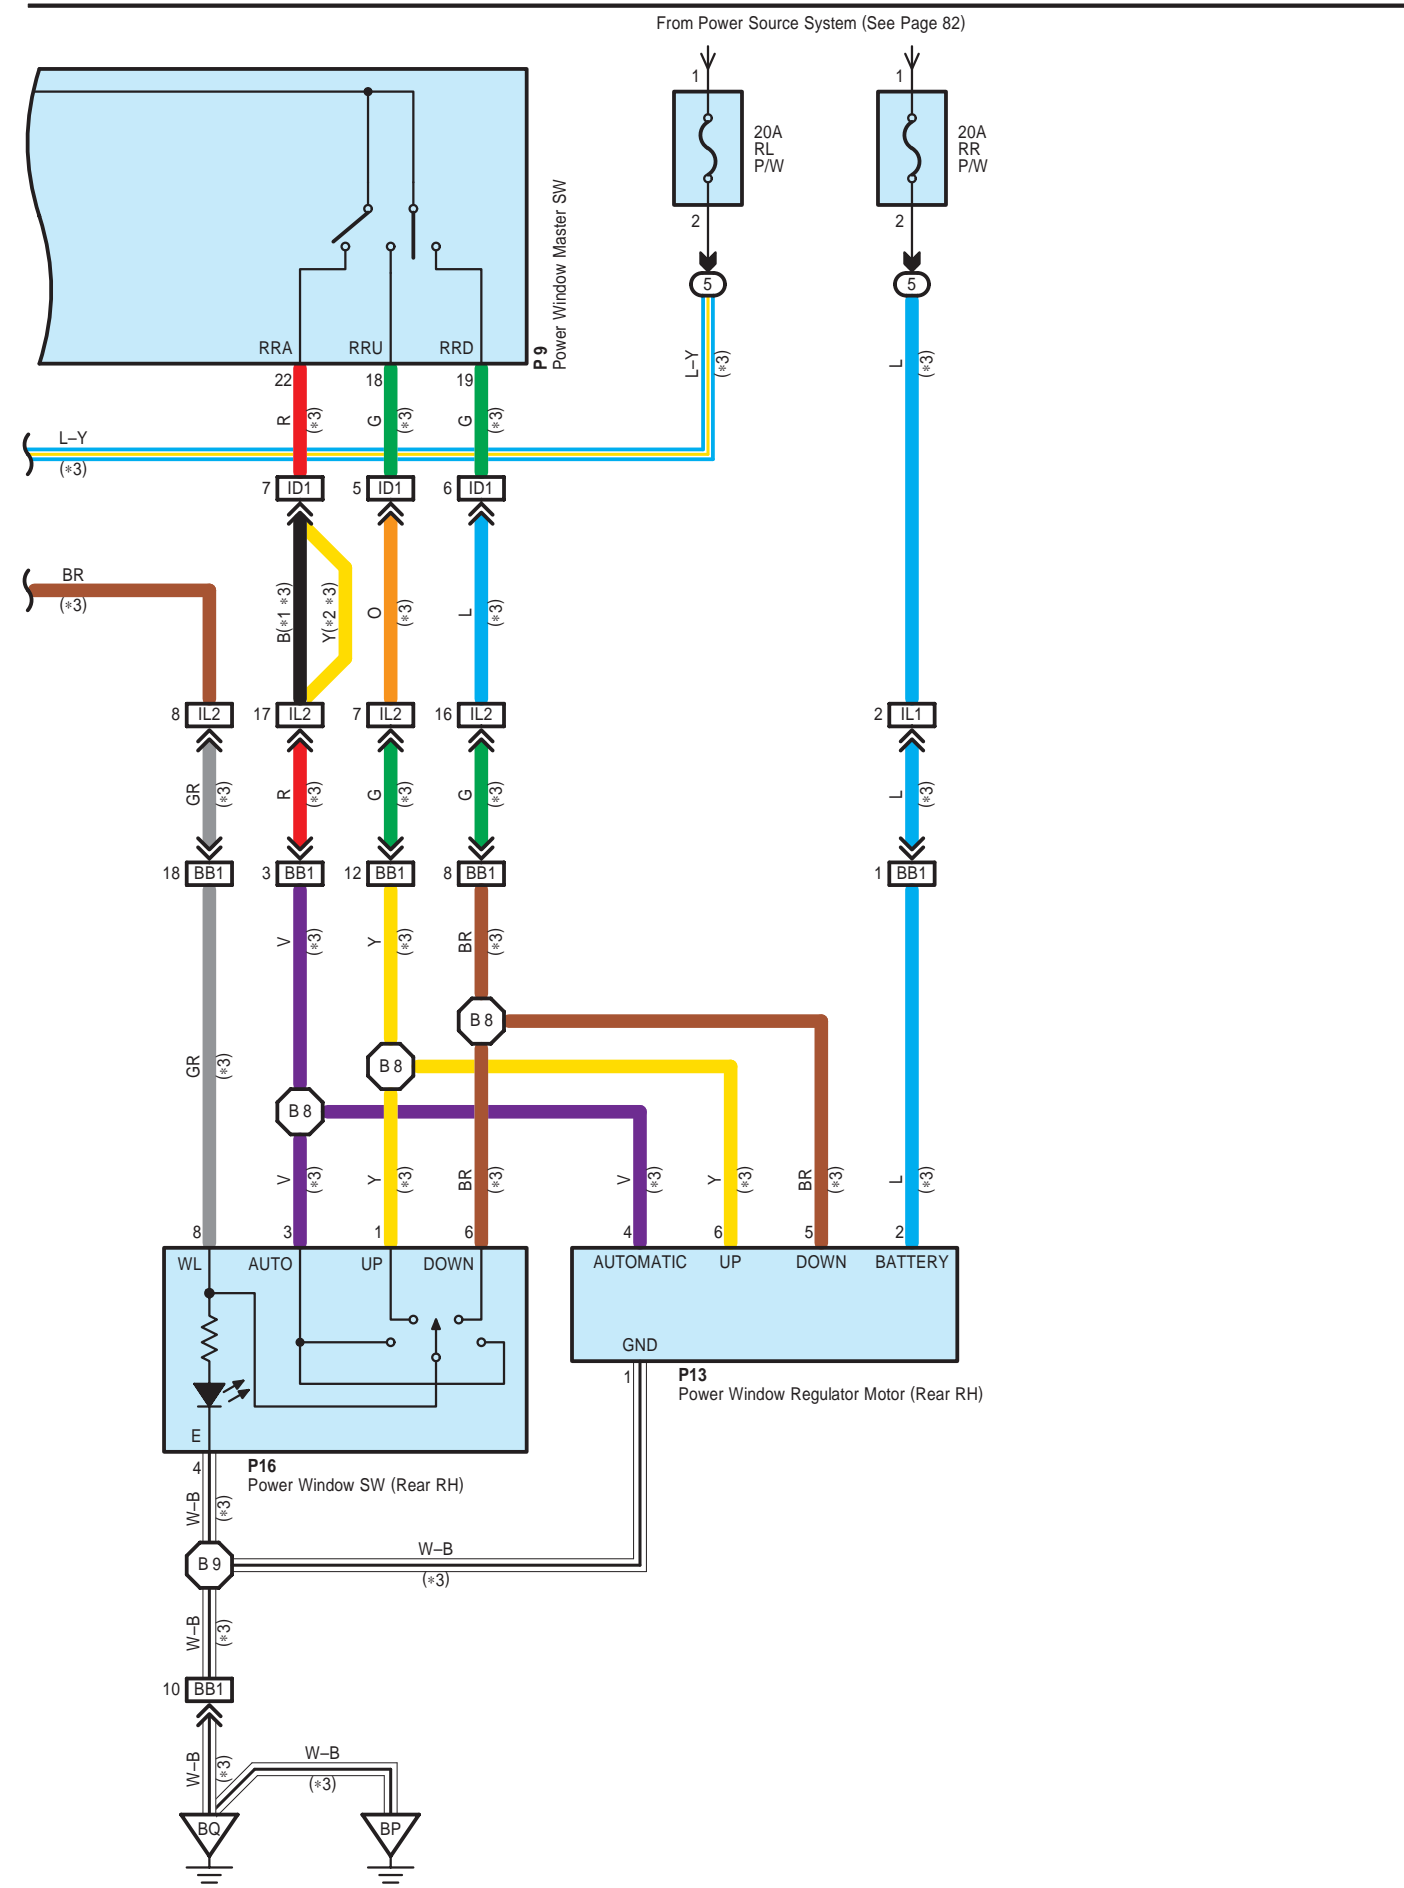 From Power Source System (See Page 82)
1
1
20A
RL
P/W
20A
RR
P/W
2
2
5
5
P 9
Power Window Master SW
RRA
RRU
RRD
22
18
19
R
(∗3)
G
(∗3)
G
(∗3)
L–Y
(∗3)
L
(∗3)
L–Y
(∗3)
7
ID1
5
ID1
6
ID1
BR
(∗3)
B(∗1 ∗3)
Y(∗2 ∗3)
O
(∗3)
L
(∗3)
8
IL2
17
IL2
7
IL2
16
IL2
2
IL1
GR
(∗3)
R
(∗3)
G
(∗3)
G
(∗3)
L
(∗3)
18
BB1
3
BB1
12
BB1
8
BB1
1
BB1
V
(∗3)
Y
(∗3)
BR
(∗3)
B 8
B 8
B 8
GR
(∗3)
V
(∗3)
Y
(∗3)
BR
(∗3)
V
(∗3)
Y
(∗3)
BR
(∗3)
L
(∗3)
8
3
1
6
4
6
5
2
WL
AUTO
UP
DOWN
AUTOMATIC
UP
DOWN
BATTERY
GND
1
P13
Power Window Regulator Motor (Rear RH)
E
4
P16
Power Window SW (Rear RH)
W–B
(∗3)
B 9
W–B
(∗3)
W–B
(∗3)
10
BB1
W–B
(∗3)
W–B
(∗3)
BQ
BP